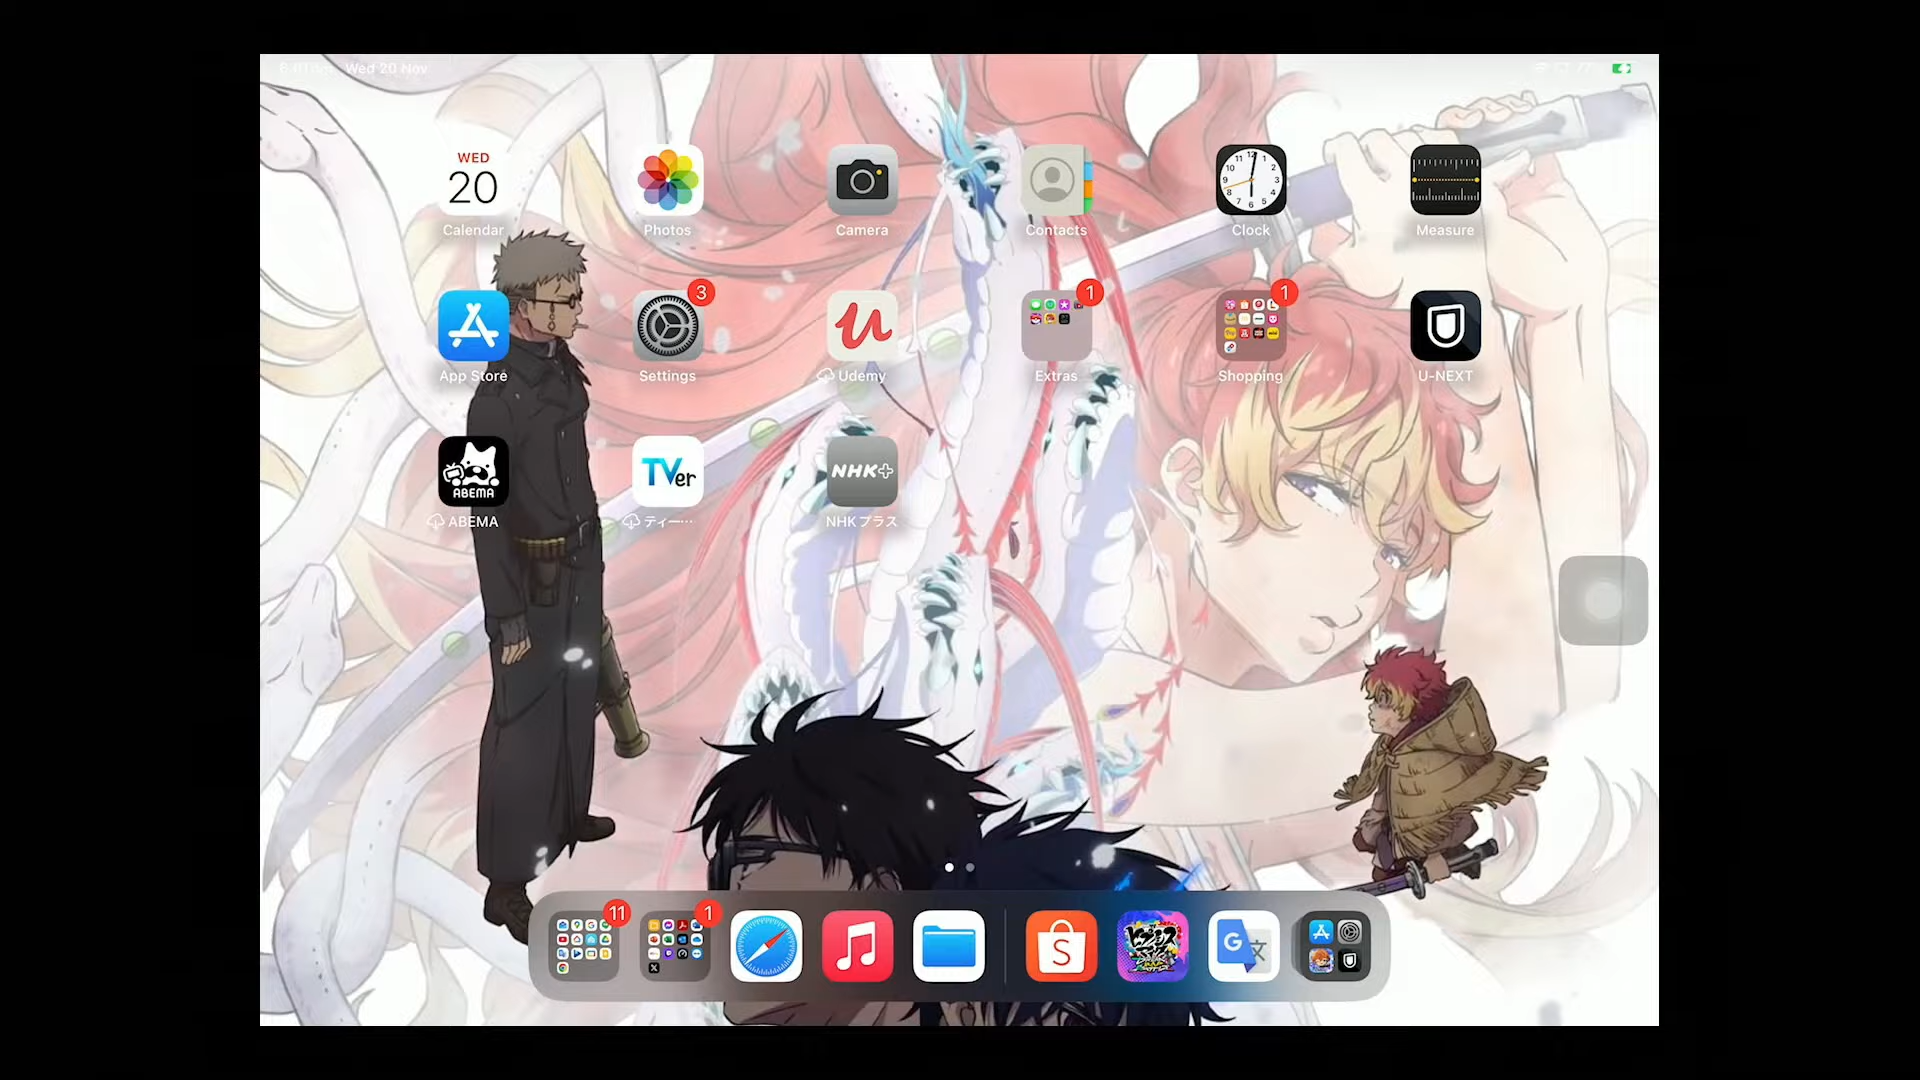 Wed 20 Nov
WED
20
Calendar
Photos
Camera
Contacts
Clock
Measure
App Store
3
Settings
Udemy
1
Extras
1
Shopping
U-NEXT
ABEMA
ABEMA
TVer
ティー…
NHK+
NHKプラス
11
1
S
G
文